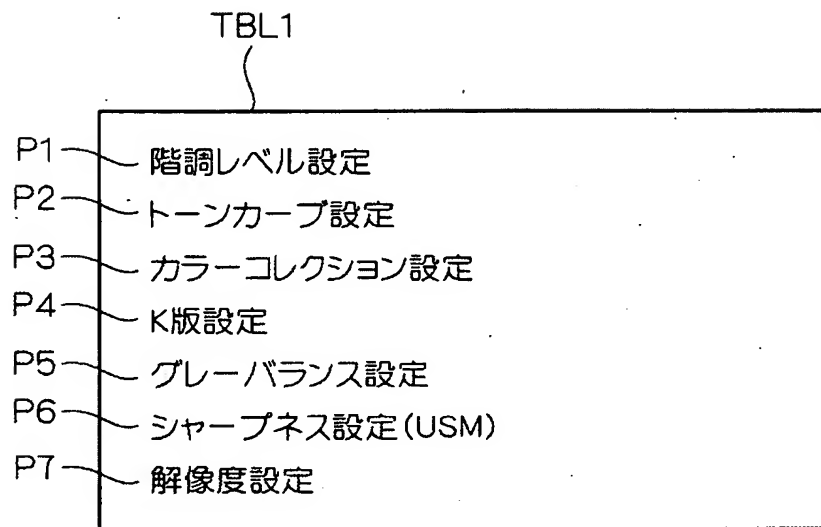 TBL1
P1 階調レベル設定
P2 トーンカーブ設定
P3 カラーコレクション設定
P4 K版設定
P5 グレーバランス設定
P6 シャープネス設定(USM)
P7 解像度設定